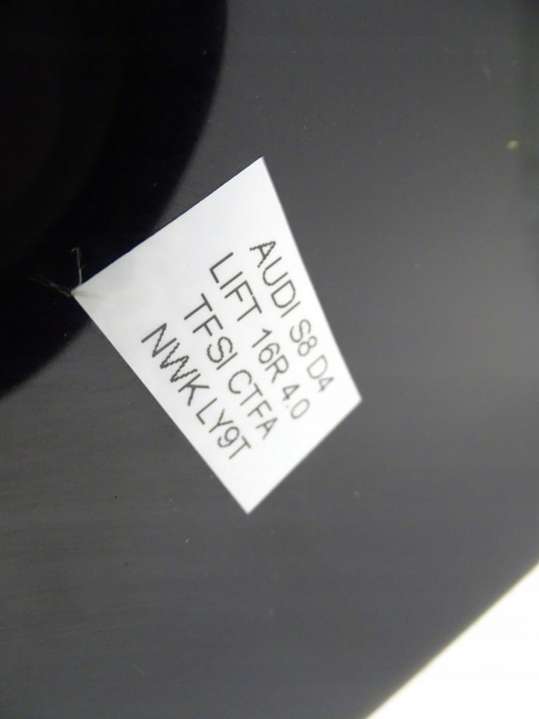 AUDI S8 D4
LIFT 16R 4.0
TFSI CTFA
NWK LY9T